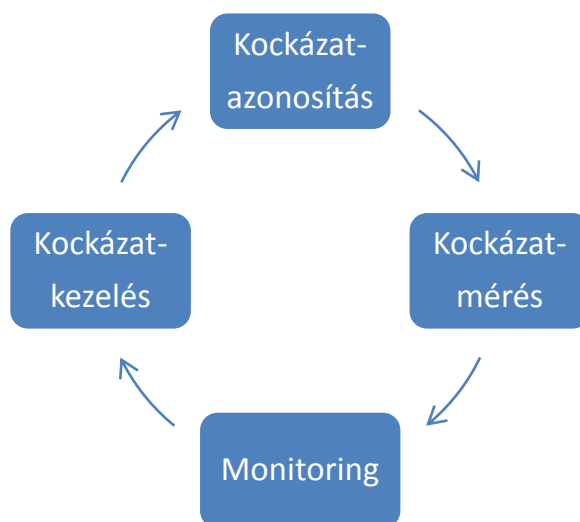 Kockázat-
azonosítás
Kockázat-
mérés
Monitoring
Kockázat-
kezelés